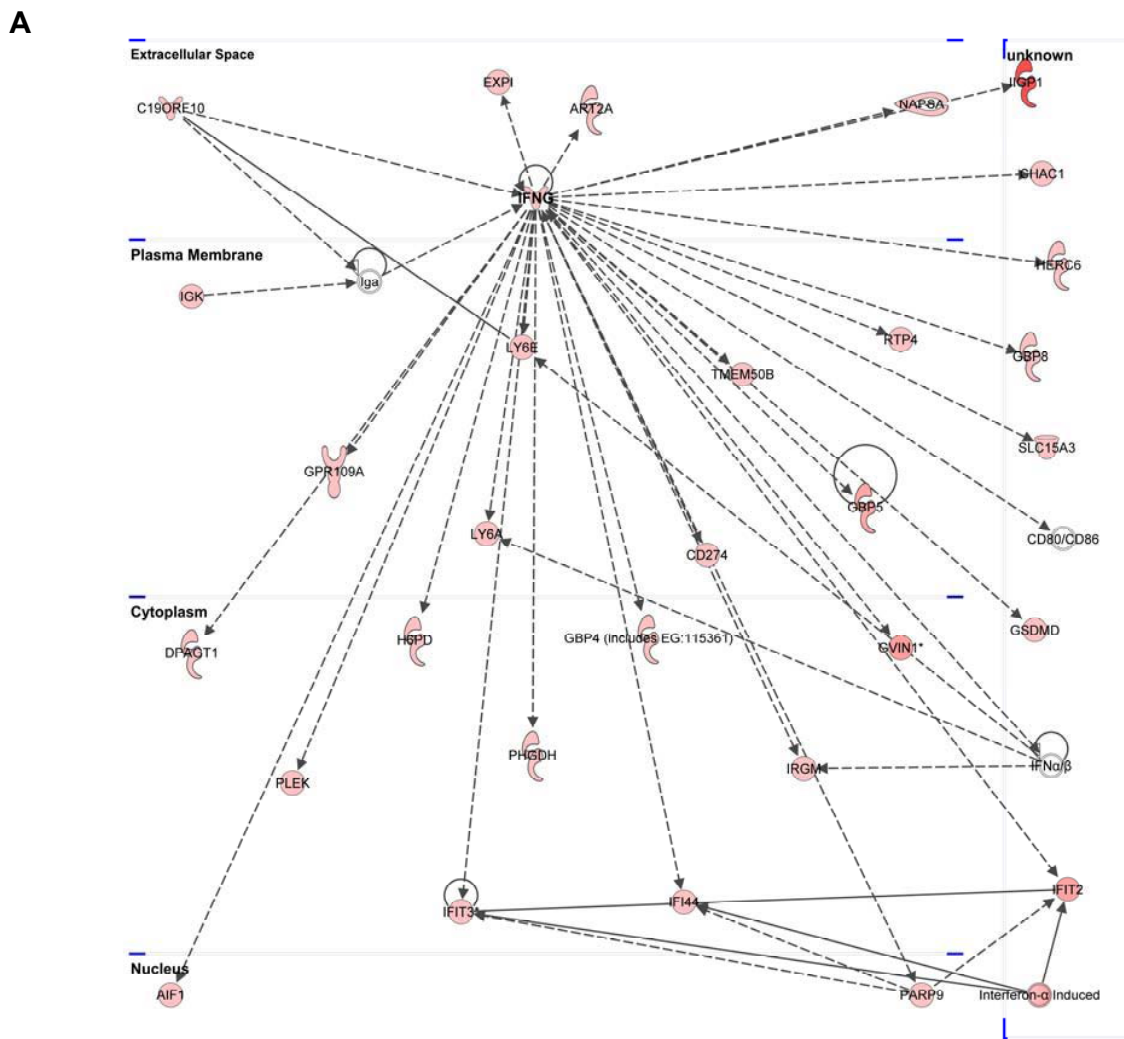 A
Extracellular Space
unknown
EXPI
IIGP1
C19ORF10
ART2A
NAP8A
CHAC1
IFNG
Plasma Membrane
HERC6
Iga
IGK
RTP4
LY6E
GBP8
TMEM50B
SLC15A3
GPR109A
GBP5
LY6A
CD80/CD86
CD274
Cytoplasm
GSDMD
H6PD
GBP4 (includes EG:115361)
GVIN1*
DPAGT1
PHGDH
IFNα/β
IRGM
PLEK
IFIT2
IFI44
IFIT3*
Nucleus
AIF1
PARP9
Interferon-α Induced